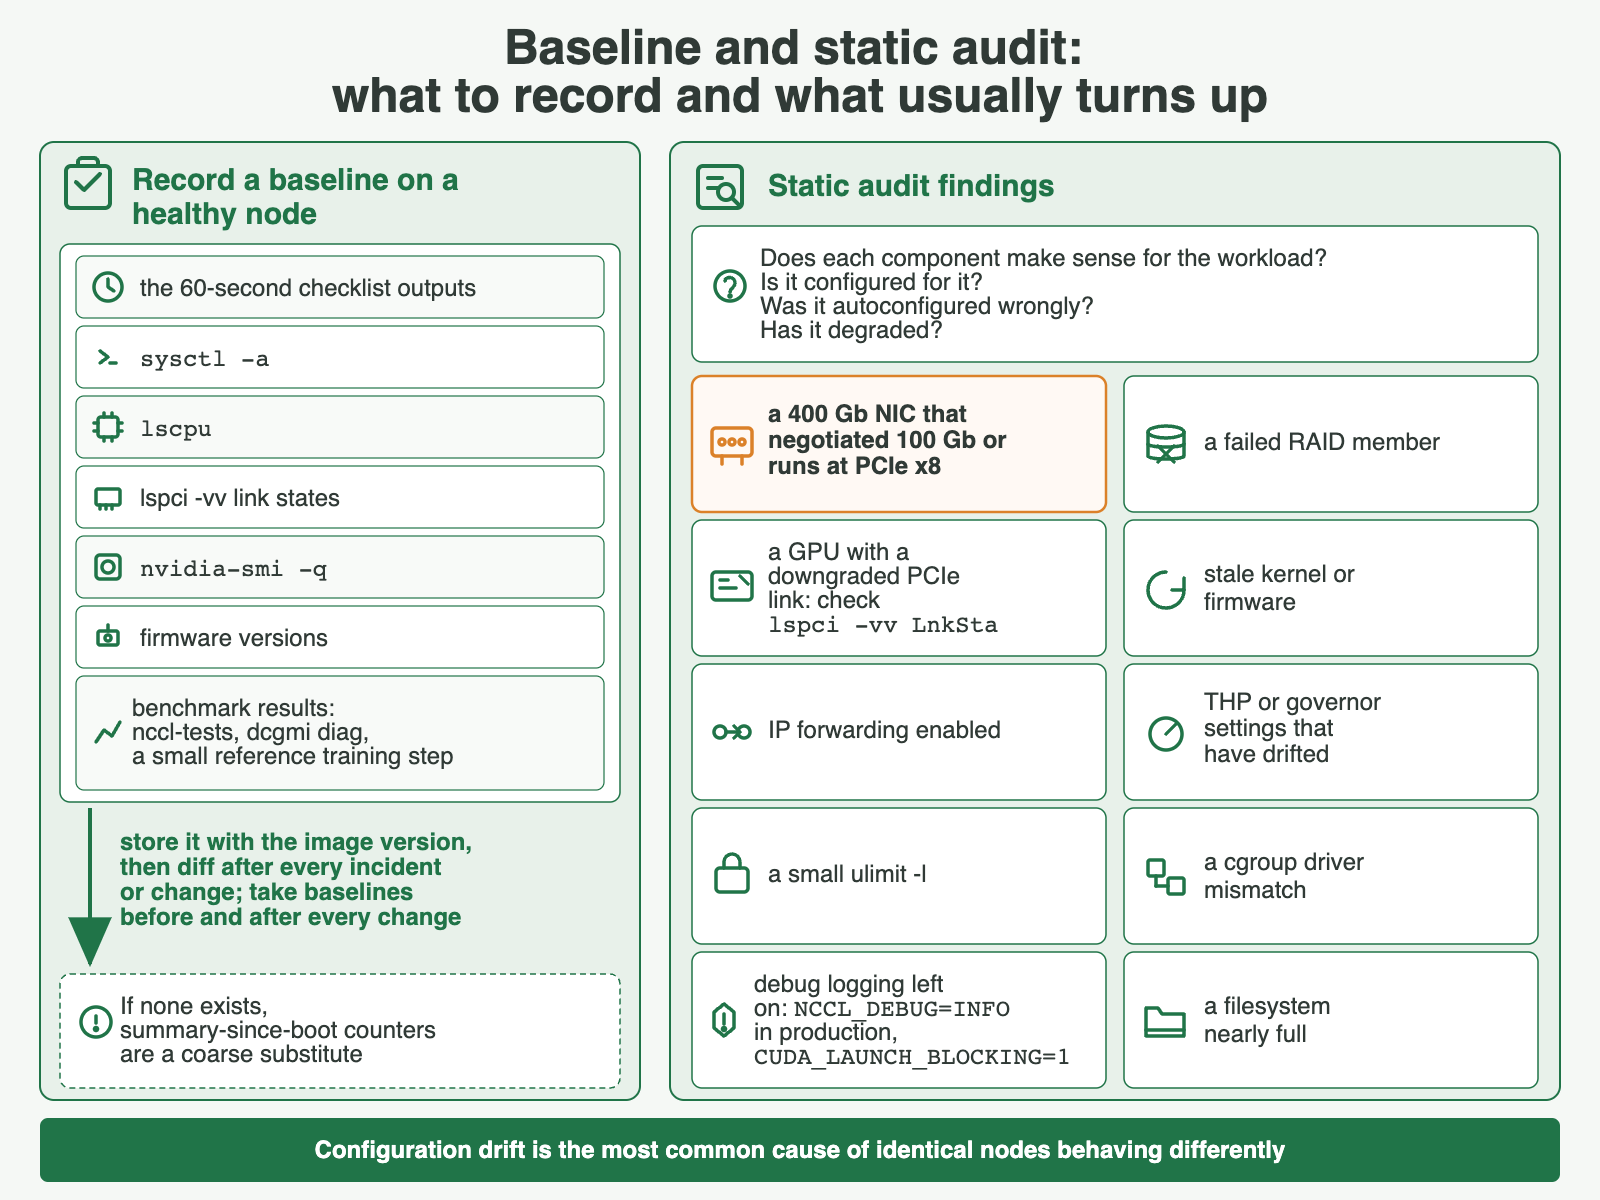 Baseline and static audit:
what to record and what usually turns up
Record a baseline on a
healthy node
the 60-second checklist outputs
sysctl -a
lscpu
lspci -vv link states
nvidia-smi -q
firmware versions
benchmark results:
nccl-tests, dcgmi diag,
a small reference training step
store it with the image version,
then diff after every incident
or change; take baselines
before and after every change
If none exists,
summary-since-boot counters
are a coarse substitute
Static audit findings
Does each component make sense for the workload?
Is it configured for it?
Was it autoconfigured wrongly?
Has it degraded?
a 400 Gb NIC that
negotiated 100 Gb or
runs at PCIe x8
a failed RAID member
a GPU with a
downgraded PCIe
link: check
lspci -vv LnkSta
stale kernel or
firmware
IP forwarding enabled
THP or governor
settings that
have drifted
a small ulimit -l
a cgroup driver
mismatch
debug logging left
on: NCCL_DEBUG=INFO
in production,
CUDA_LAUNCH_BLOCKING=1
a filesystem
nearly full
Configuration drift is the most common cause of identical nodes behaving differently